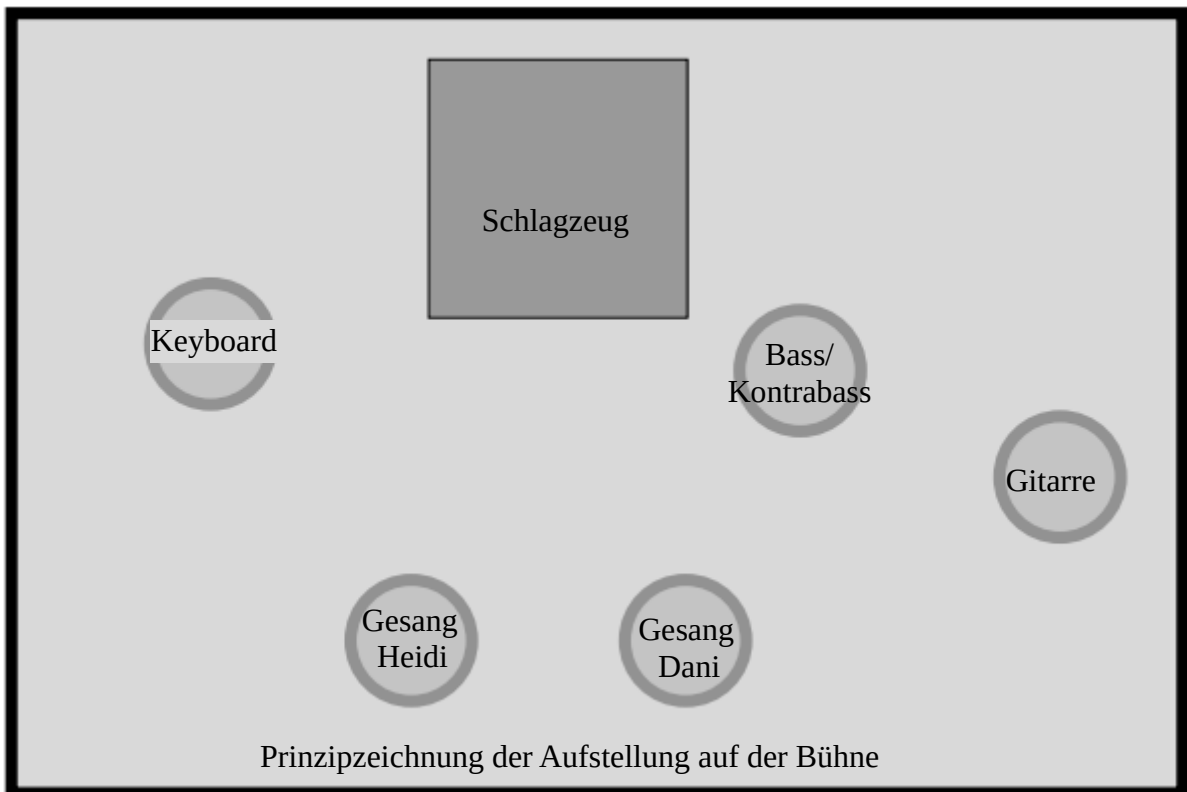 Schlagzeug
Keyboard
Bass/
Kontrabass
Gitarre
Gesang
Heidi
Gesang
Dani
Prinzipzeichnung der Aufstellung auf der Bühne